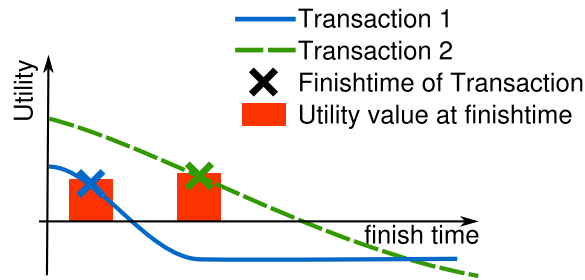 Transaction 1
Transaction 2
Finishtime of Transaction
Utility value at finishtime
Utility
finish time